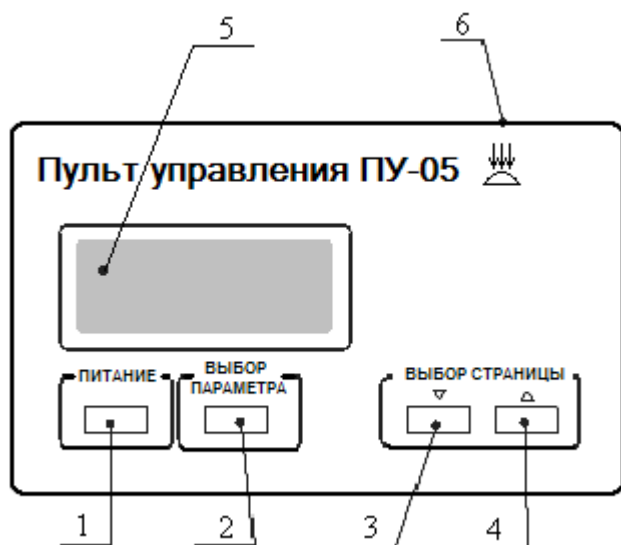 5 6
Пульт управления ПУ-05
ПИТАНИЕ
ВЫБОР
ПАРАМЕТРА
ВЫБОР СТРАНИЦЫ
1 2 3 4